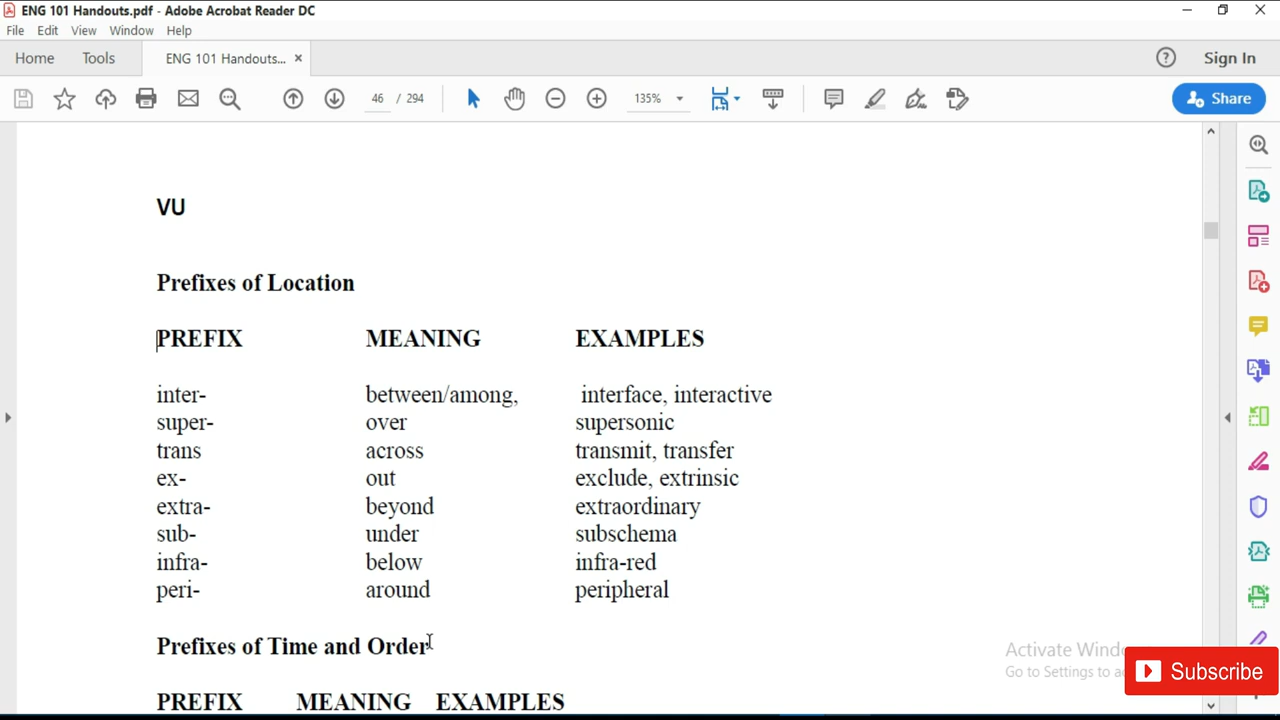 ENG 101 Handouts.pdf - Adobe Acrobat Reader DC
File Edit View Window Help
Home Tools ENG 101 Handouts... × ? Sign In
46 / 294 135% Share
VU
Prefixes of Location
PREFIX MEANING EXAMPLES
inter- between/among, interface, interactive
super- over supersonic
trans across transmit, transfer
ex- out exclude, extrinsic
extra- beyond extraordinary
sub- under subschema
infra- below infra-red
peri- around peripheral
Prefixes of Time and Order
PREFIX MEANING EXAMPLES
Activate
Go to Settings to
Subscribe